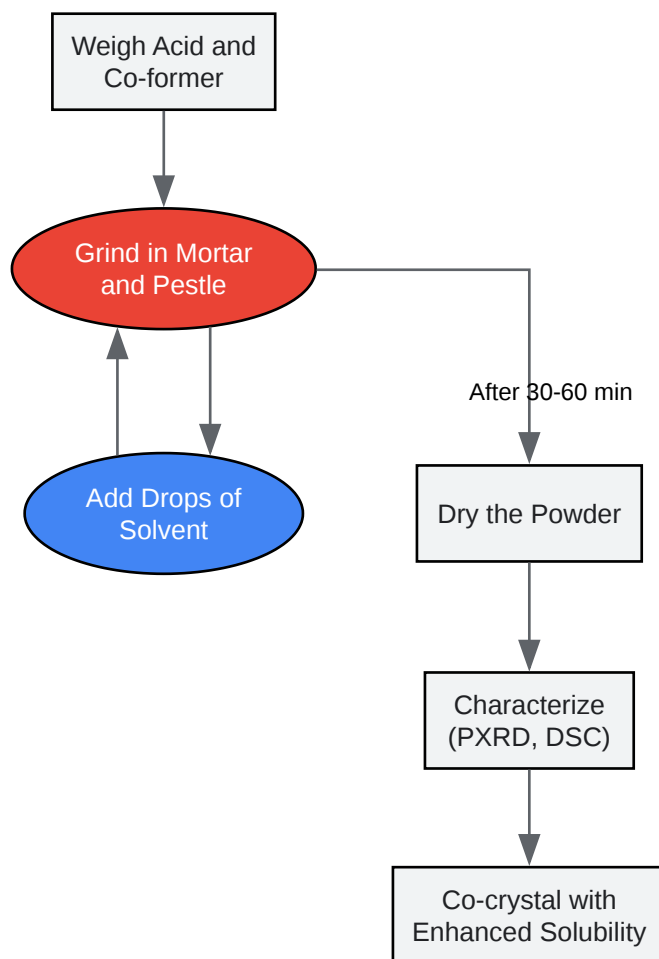 Weigh Acid and
Co-former
Grind in Mortar
and Pestle
After 30-60 min
Add Drops of
Solvent
Dry the Powder
Characterize
(PXRD, DSC)
Co-crystal with
Enhanced Solubility